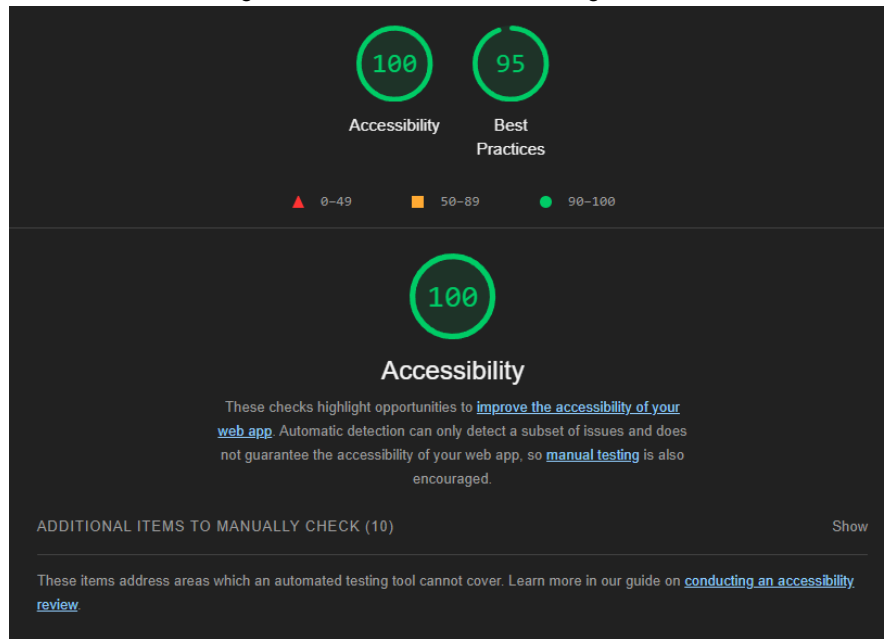 100
95
Accessibility
Best
Practices
0–49
50–89
90–100
100
Accessibility
These checks highlight opportunities to improve the accessibility of your
web app. Automatic detection can only detect a subset of issues and does
not guarantee the accessibility of your web app, so manual testing is also
encouraged.
ADDITIONAL ITEMS TO MANUALLY CHECK (10)
Show
These items address areas which an automated testing tool cannot cover. Learn more in our guide on conducting an accessibility
review.